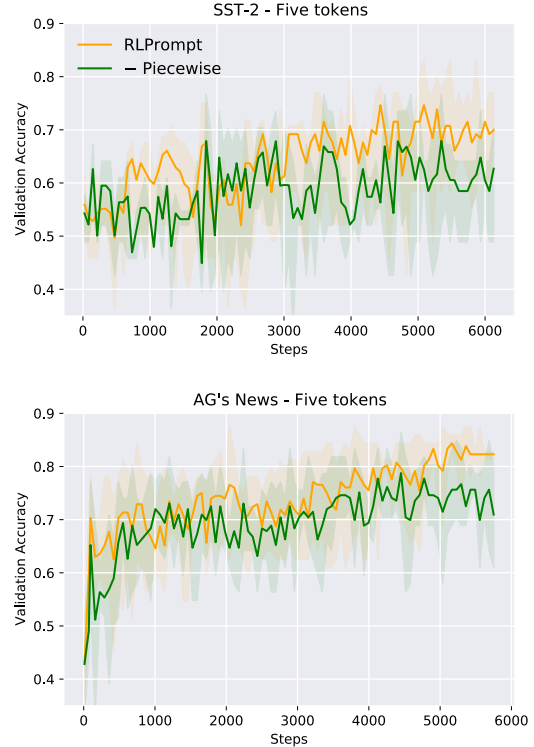 SST-2 - Five tokens
0.9
RLPrompt
— Piecewise
0.8
0.7
0.6
0.5
0.4
Validation Accuracy
0 1000 2000 3000 4000 5000 6000
Steps
AG's News - Five tokens
0.9
0.8
0.7
0.6
0.5
0.4
Validation Accuracy
0 1000 2000 3000 4000 5000 6000
Steps